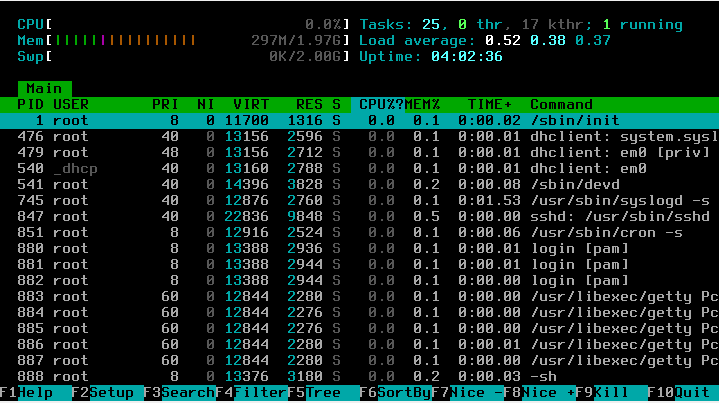 CPU[ 0.0%] Tasks: 25, 0 thr, 17 kthr; 1 running
Mem[||||||||||||||||||| 297M/1.97G] Load average: 0.52 0.38 0.37
Swp[ 0K/2.00G] Uptime: 04:02:36
Main
PID USER PRI NI VIRT RES S CPU%▽MEM% TIME+ Command
1 root 8 0 11700 1316 S 0.0 0.1 0:00.02 /sbin/init
476 root 40 0 13156 2596 S 0.0 0.1 0:00.01 dhclient: system.sysl
479 root 48 0 13156 2712 S 0.0 0.1 0:00.01 dhclient: em0 [priv]
540 _dhcp 40 0 13160 2788 S 0.0 0.1 0:00.01 dhclient: em0
541 root 40 0 14396 3828 S 0.0 0.2 0:00.08 /sbin/devd
745 root 40 0 12876 2760 S 0.0 0.1 0:01.53 /usr/sbin/syslogd -s
847 root 40 0 22836 9848 S 0.0 0.5 0:00.00 sshd: /usr/sbin/sshd
851 root 8 0 12916 2524 S 0.0 0.1 0:00.06 /usr/sbin/cron -s
880 root 8 0 13388 2936 S 0.0 0.1 0:00.01 login [pam]
881 root 8 0 13388 2944 S 0.0 0.1 0:00.01 login [pam]
882 root 8 0 13388 2944 S 0.0 0.1 0:00.00 login [pam]
883 root 60 0 12844 2280 S 0.0 0.1 0:00.00 /usr/libexec/getty Pc
884 root 60 0 12844 2276 S 0.0 0.1 0:00.00 /usr/libexec/getty Pc
885 root 60 0 12844 2276 S 0.0 0.1 0:00.00 /usr/libexec/getty Pc
886 root 60 0 12844 2280 S 0.0 0.1 0:00.01 /usr/libexec/getty Pc
887 root 60 0 12844 2280 S 0.0 0.1 0:00.00 /usr/libexec/getty Pc
888 root 8 0 13376 3180 S 0.0 0.2 0:00.03 -sh
F1Help F2Setup F3SearchF4FilterF5Tree F6SortByF7Nice -F8Nice +F9Kill F10Quit